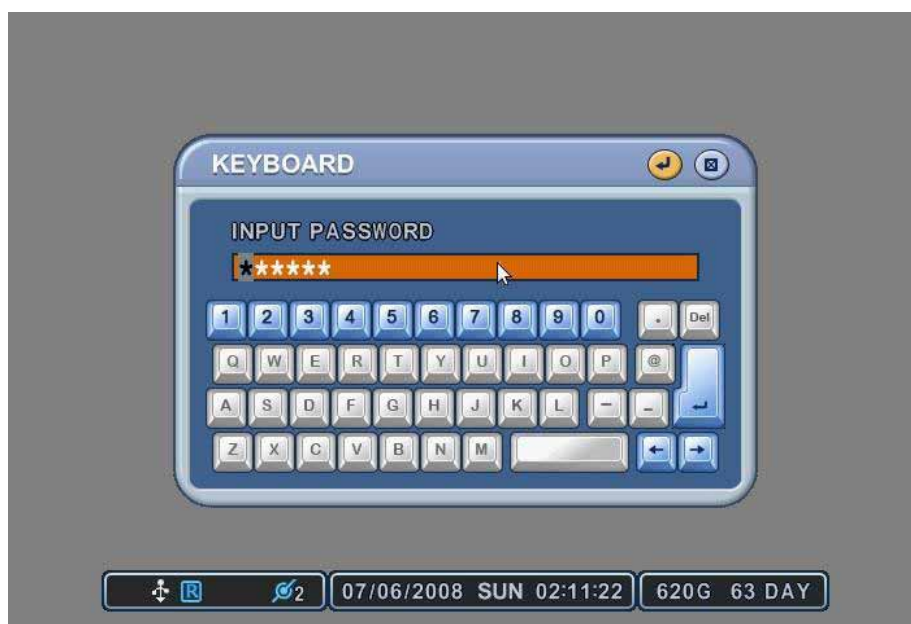 KEYBOARD
INPUT PASSWORD
******
1 2 3 4 5 6 7 8 9 0 . Del
Q W E R T Y U I O P @
A S D F G H J K L - _
Z X C V B N M ← →
R 2 07/06/2008 SUN 02:11:22 620G 63 DAY